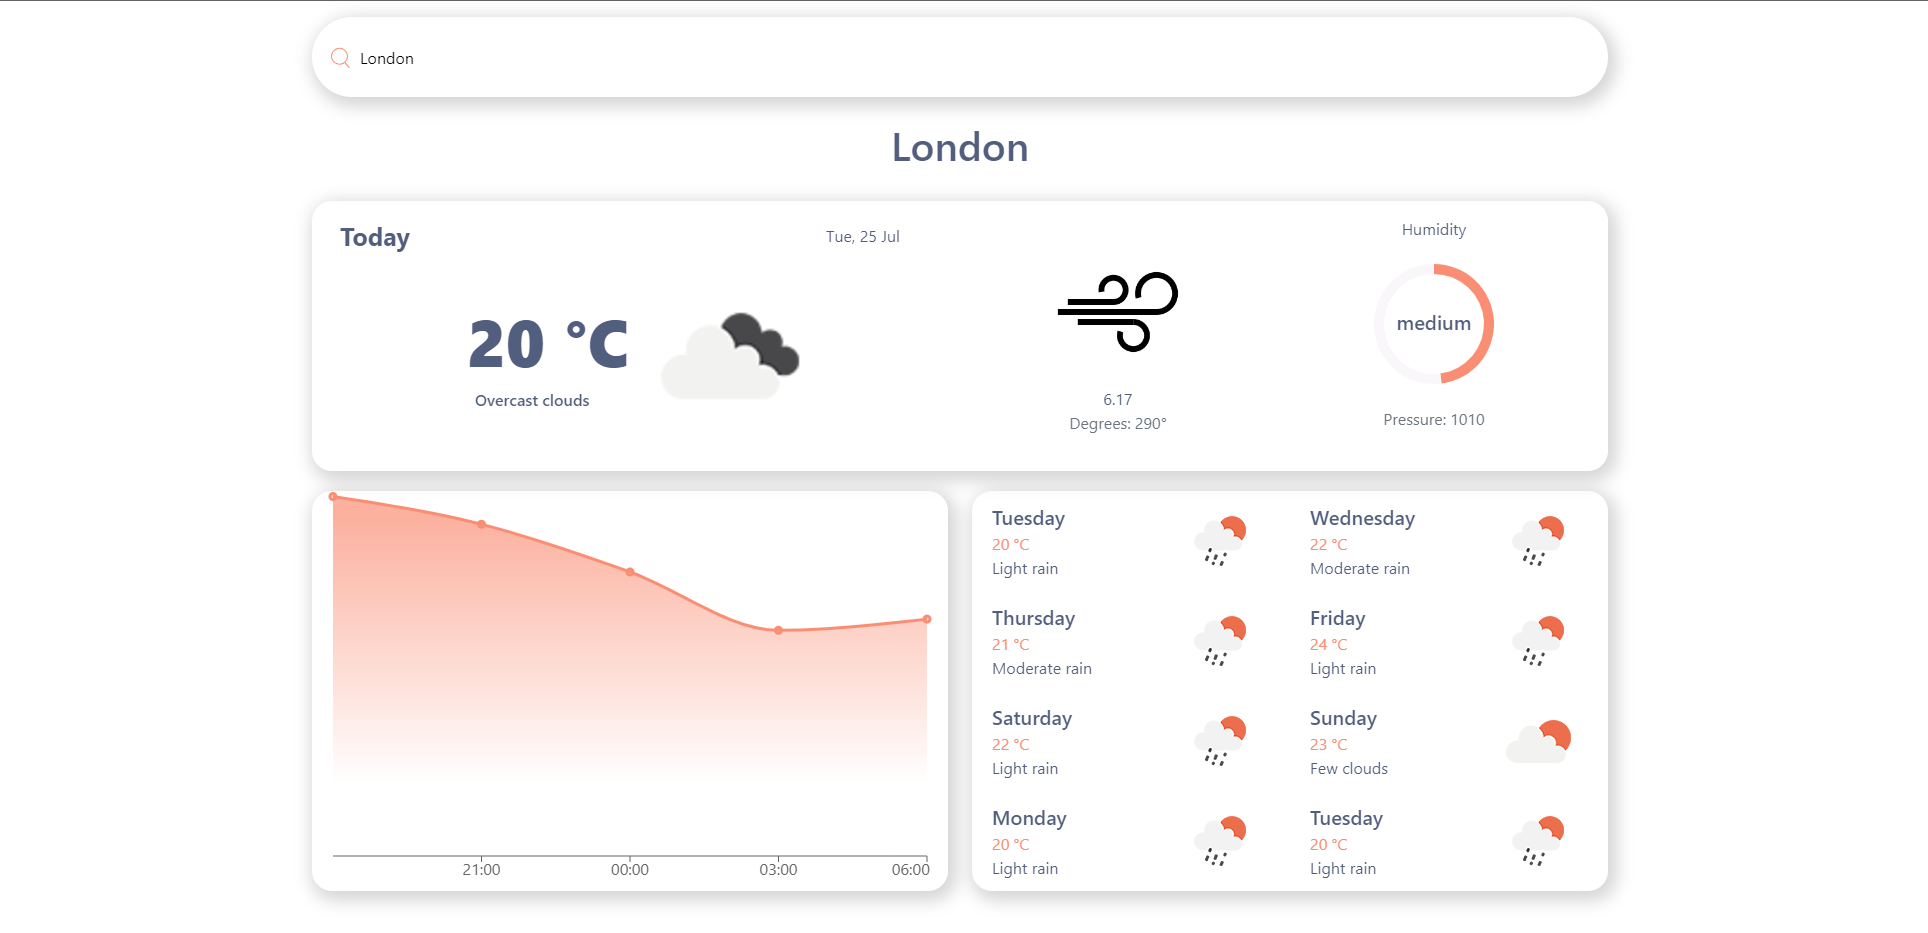 London
London
Today
Tue, 25 Jul
20 °C
Overcast clouds
6.17
Degrees: 290°
Humidity
medium
Pressure: 1010
21:00 00:00 03:00 06:00
Tuesday
20 °C
Light rain
Wednesday
22 °C
Moderate rain
Thursday
21 °C
Moderate rain
Friday
24 °C
Light rain
Saturday
22 °C
Light rain
Sunday
23 °C
Few clouds
Monday
20 °C
Light rain
Tuesday
20 °C
Light rain